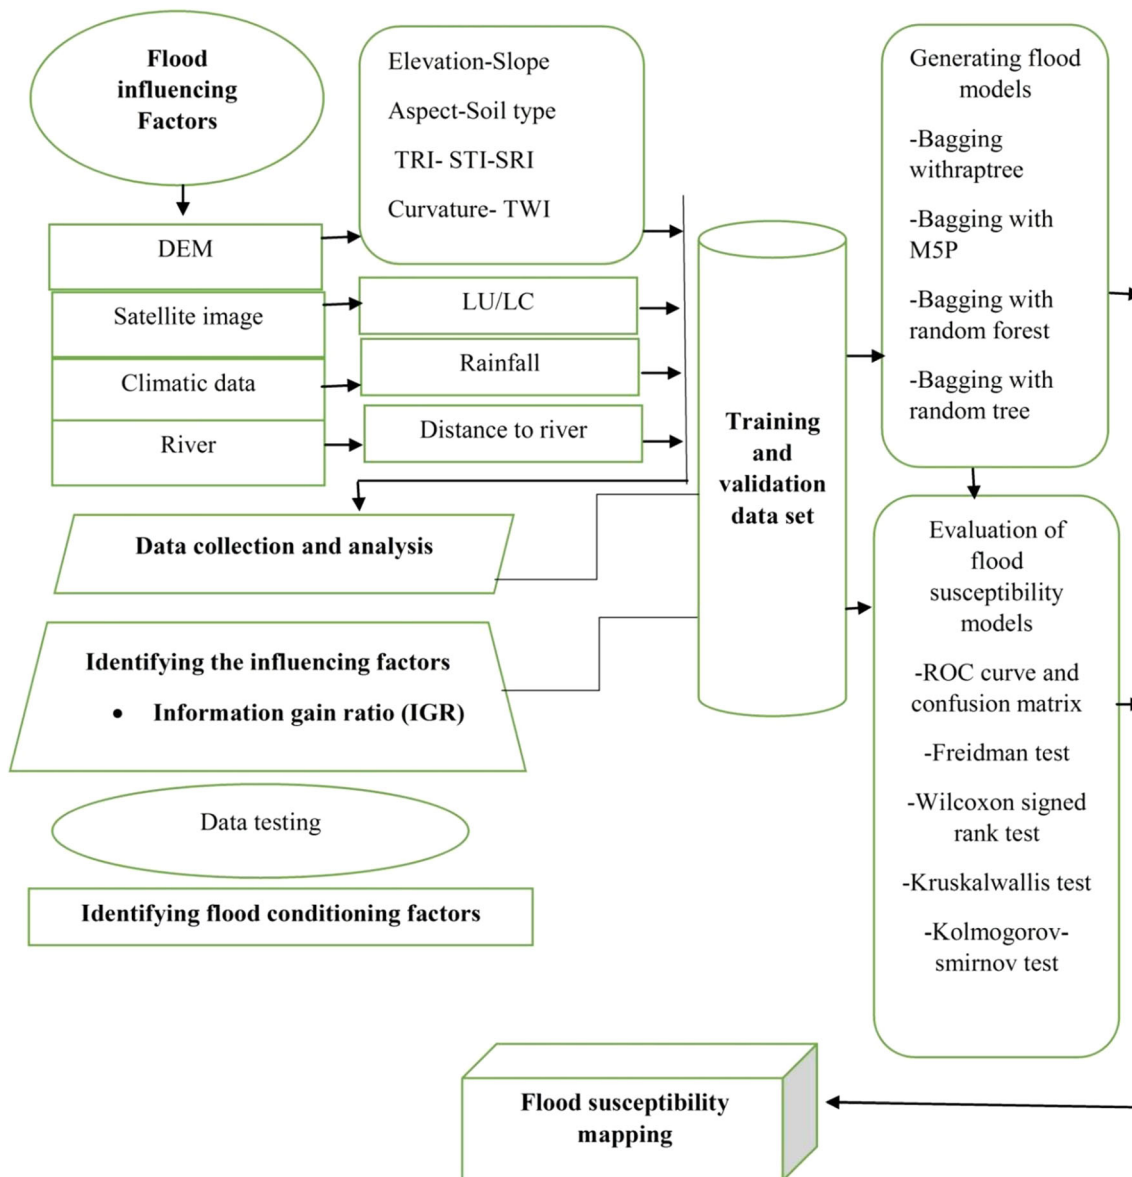 Flood
influencing
Factors
Elevation-Slope
Aspect-Soil type
TRI- STI-SRI
Curvature- TWI
DEM
Satellite image
LU/LC
Climatic data
Rainfall
River
Distance to river
Data collection and analysis
Identifying the influencing factors
• Information gain ratio (IGR)
Data testing
Identifying flood conditioning factors
Training
and
validation
data set
Generating flood
models
-Bagging
withraptree
-Bagging with
M5P
-Bagging with
random forest
-Bagging with
random tree
Evaluation of
flood
susceptibility
models
-ROC curve and
confusion matrix
-Freidman test
-Wilcoxon signed
rank test
-Kruskalwallis test
-Kolmogorov-
smirnov test
Flood susceptibility
mapping